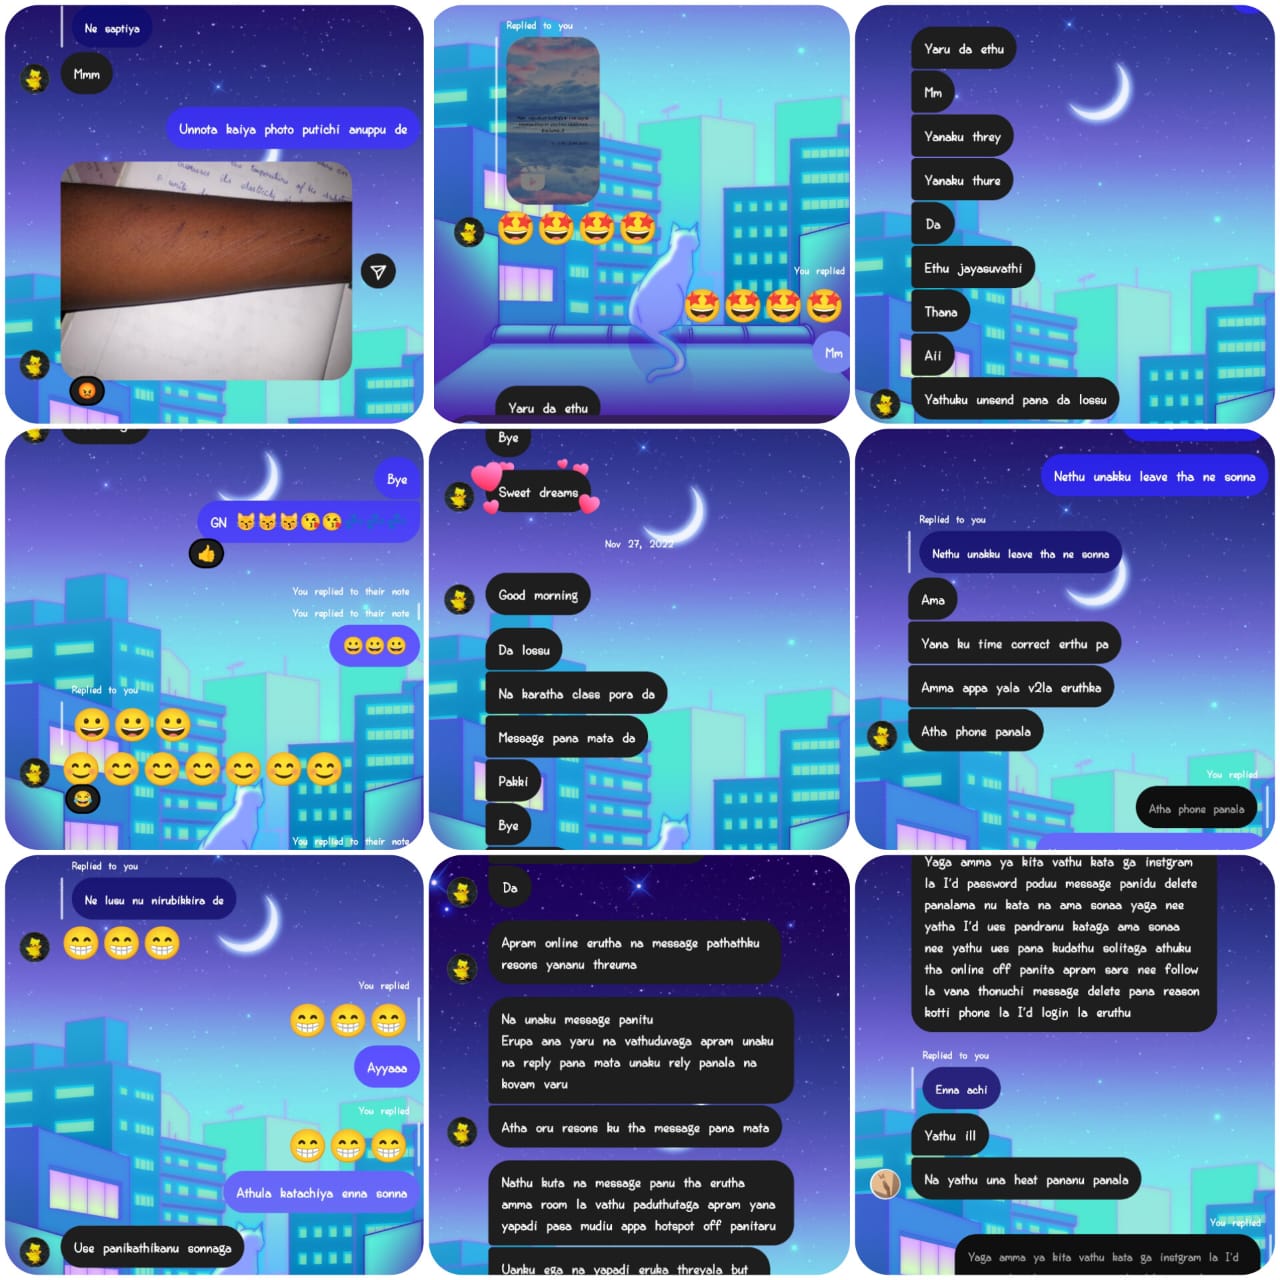 Ne saptiya
Mmm
Unnota kaiya photo putichi anuppu de
Replied to you
You replied
Mm
Yaru da ethu
Yaru da ethu
Mm
Yanaku threy
Yanaku thure
Da
Ethu jayasuvathi
Thana
Aii
Yathuku unsend pana da lossu
Bye
GN
You replied to their note
You replied to their note
Replied to you
You replied to their note
Bye
Sweet dreams
Nov 27, 2022
Good morning
Da lossu
Na karatha class pora da
Message pana mata da
Pakki
Bye
Nethu unakku leave tha ne sonna
Replied to you
Nethu unakku leave tha ne sonna
Ama
Yana ku time correct erthu pa
Amma appa yala v2la eruthka
Atha phone panala
You replied
Atha phone panala
Replied to you
Ne lusu nu nirubikkira de
You replied
Ayyaaa
You replied
Athula katachiya enna sonna
Use panikathikanu sonnaga
Da
Apram online erutha na message pathathku
resons yananu threuma
Na unaku message panitu
Erupa ana yaru na vathuduvaga apram unaku
na reply pana mata unaku rely panala na
kovam varu
Atha oru resons ku tha message pana mata
Nathu kuta na message panu tha erutha
amma room la vathu paduthutaga apram yana
yapadi pasa mudiu appa hotspot off panitaru
Uanku ega na yapadi eruka threyala but
Yaga amma ya kita vathu kata ga instgram
la I'd password poduu message panidu delete
panalama nu kata na ama sonaa yaga nee
yatha I'd ues pandranu kataga ama sonaa
nee yathu ues pana kudathu solitaga athuku
tha online off panita apram sare nee follow
la vana thonuchi message delete pana reason
kotti phone la I'd login la eruthu
Replied to you
Enna achi
Yathu ill
Na yathu una heat pananu panala
You replied
Yaga amma ya kita vathu kata ga instgram la I'd